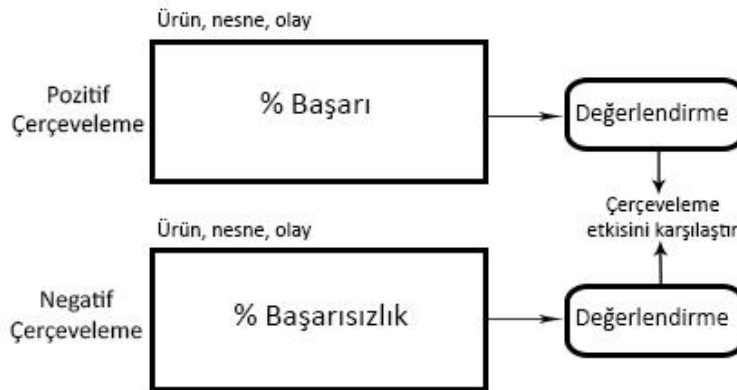 Ürün, nesne, olay
Pozitif
Çerçeveleme
% Başarı
Değerlendirme
Çerçeveleme
etkisini karşılaştır
Ürün, nesne, olay
Negatif
Çerçeveleme
% Başarısızlık
Değerlendirme